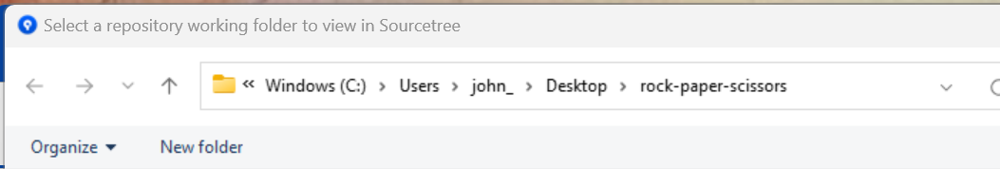 Select a repository working folder to view in Sourcetree
« Windows (C:) > Users > john_ > Desktop > rock-paper-scissors
Organize New folder